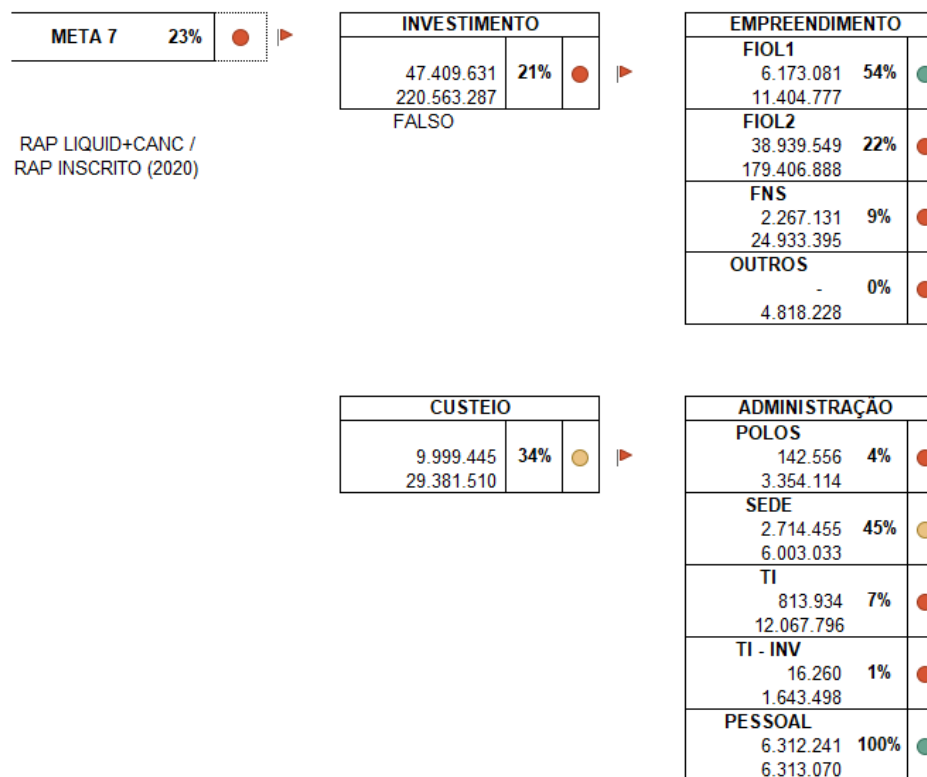 META 7 23%
RAP LIQUID+CANC /
RAP INSCRITO (2020)
INVESTIMENTO
47.409.631 21%
220.563.287
FALSO
EMPREENDIMENTO
FIOL1
6.173.081 54%
11.404.777
FIOL2
38.939.549 22%
179.406.888
FNS
2.267.131 9%
24.933.395
OUTROS
- 0%
4.818.228
CUSTEIO
9.999.445 34%
29.381.510
ADMINISTRAÇÃO
POLOS
142.556 4%
3.354.114
SEDE
2.714.455 45%
6.003.033
TI
813.934 7%
12.067.796
TI - INV
16.260 1%
1.643.498
PESSOAL
6.312.241 100%
6.313.070